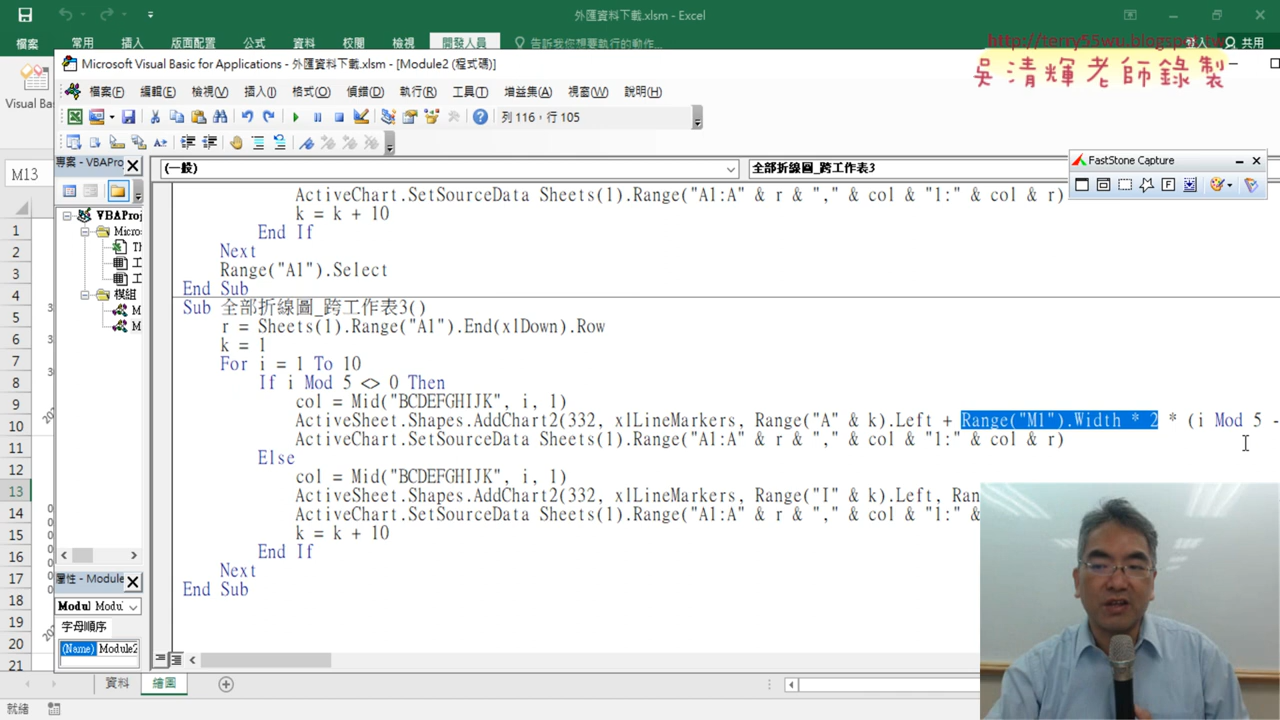 外匯資料下載.xlsm - Excel
http://terry55wu.blogspot.tw
吳清輝老師錄製
檔案 常用 插入 版面配置 公式 資料 校閱 檢視 開發人員 告訴我您想要執行的動作... 登入 共用
Microsoft Visual Basic for Applications - 外匯資料下載.xlsm - [Module2 (程式碼)]
檔案(F) 編輯(E) 檢視(V) 插入(I) 格式(O) 偵錯(D) 執行(R) 工具(T) 增益集(A) 視窗(W) 說明(H)
Visual Bas
列 116，行 105
專案 - VBAPro
(一般)
全部折線圖_跨工作表3
FastStone Capture
M13
VBAProj
Micros
Th
工
工
模組
M
M
ActiveChart.SetSourceData Sheets(1).Range("A1:A" & r & "," & col & "1:" & col & r)
k = k + 10
End If
Next
Range("A1").Select
End Sub
Sub 全部折線圖_跨工作表3()
r = Sheets(1).Range("A1").End(xlDown).Row
k = 1
For i = 1 To 10
If i Mod 5 <> 0 Then
col = Mid("BCDEFGHIJK", i, 1)
ActiveSheet.Shapes.AddChart2(332, xlLineMarkers, Range("A" & k).Left + Range("M1").Width * 2 * (i Mod 5 -
ActiveChart.SetSourceData Sheets(1).Range("A1:A" & r & "," & col & "1:" & col & r)
Else
col = Mid("BCDEFGHIJK", i, 1)
ActiveSheet.Shapes.AddChart2(332, xlLineMarkers, Range("I" & k).Left, Ran
ActiveChart.SetSourceData Sheets(1).Range("A1:A" & r & "," & col & "1:"
k = k + 10
End If
Next
End Sub
1
2
3
4
5
6
7
8
9
10
11
12
13
14
15
16
17
18
19
20
21
屬性 - Module
Modul Modul
字母順序
(Name) Module2
資料 繪圖
就緒